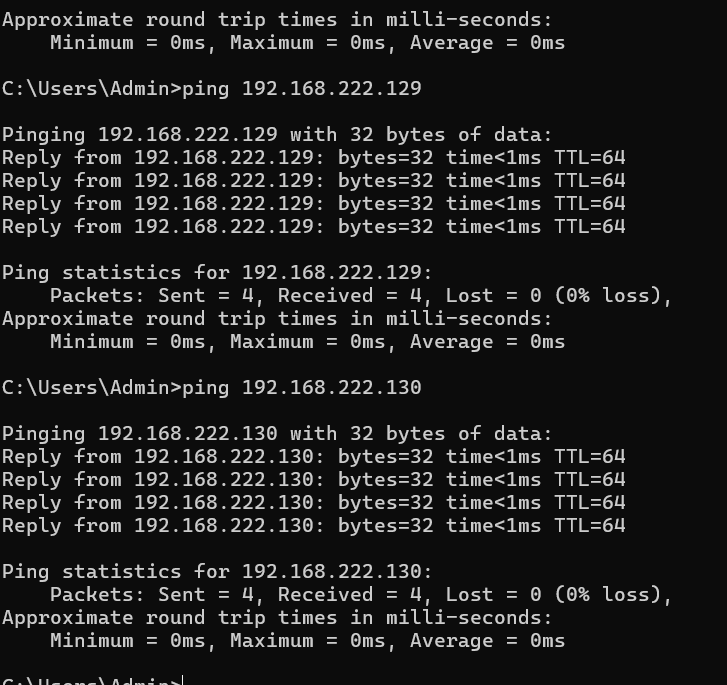 Approximate round trip times in milli-seconds:
    Minimum = 0ms, Maximum = 0ms, Average = 0ms

C:\Users\Admin>ping 192.168.222.129

Pinging 192.168.222.129 with 32 bytes of data:
Reply from 192.168.222.129: bytes=32 time<1ms TTL=64
Reply from 192.168.222.129: bytes=32 time<1ms TTL=64
Reply from 192.168.222.129: bytes=32 time<1ms TTL=64
Reply from 192.168.222.129: bytes=32 time<1ms TTL=64

Ping statistics for 192.168.222.129:
    Packets: Sent = 4, Received = 4, Lost = 0 (0% loss),
Approximate round trip times in milli-seconds:
    Minimum = 0ms, Maximum = 0ms, Average = 0ms

C:\Users\Admin>ping 192.168.222.130

Pinging 192.168.222.130 with 32 bytes of data:
Reply from 192.168.222.130: bytes=32 time<1ms TTL=64
Reply from 192.168.222.130: bytes=32 time<1ms TTL=64
Reply from 192.168.222.130: bytes=32 time<1ms TTL=64
Reply from 192.168.222.130: bytes=32 time<1ms TTL=64

Ping statistics for 192.168.222.130:
    Packets: Sent = 4, Received = 4, Lost = 0 (0% loss),
Approximate round trip times in milli-seconds:
    Minimum = 0ms, Maximum = 0ms, Average = 0ms

C:\Users\Admin>